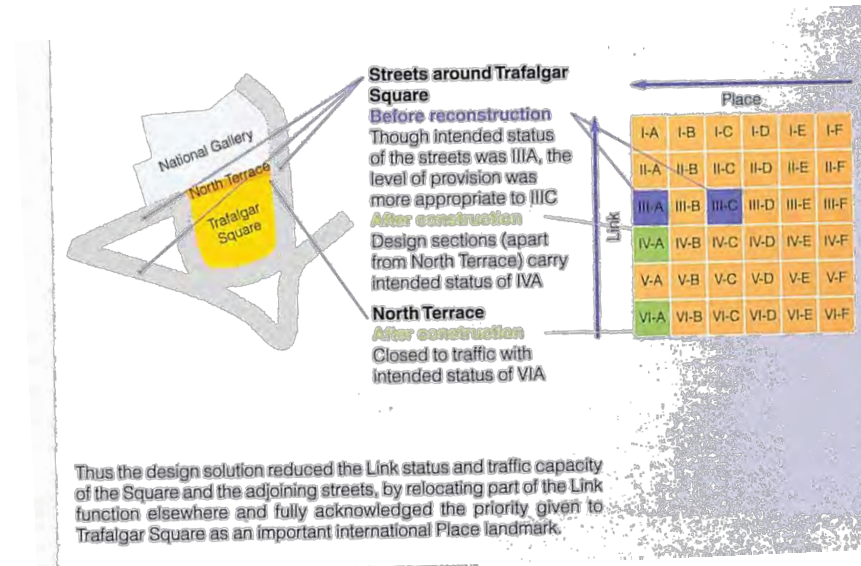 National Gallery
North Terrace
Trafalgar
Square
Streets around Trafalgar
Square
Before reconstruction
Though intended status
of the streets was IIIA, the
level of provision was
more appropriate to IIIC
After construction
Design sections (apart
from North Terrace) carry
intended status of IVA
North Terrace
After construction
Closed to traffic with
intended status of VIA
Place
Link
I-A I-B I-C I-D I-E I-F
II-A II-B II-C II-D II-E II-F
III-A III-B III-C III-D III-E III-F
IV-A IV-B IV-C IV-D IV-E IV-F
V-A V-B V-C V-D V-E V-F
VI-A VI-B VI-C VI-D VI-E VI-F
Thus the design solution reduced the Link status and traffic capacity
of the Square and the adjoining streets, by relocating part of the Link
function elsewhere and fully acknowledged the priority given to
Trafalgar Square as an important international Place landmark.